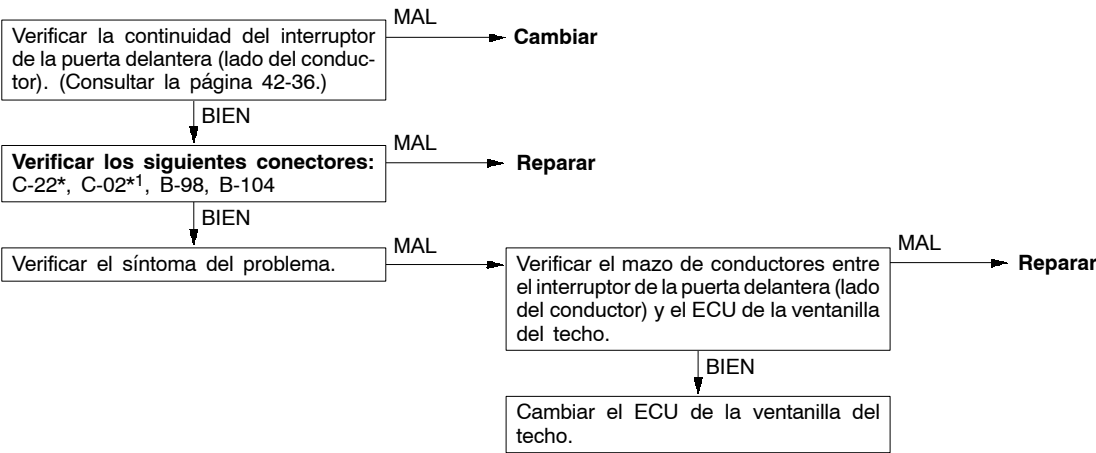 Verificar la continuidad del interruptor
de la puerta delantera (lado del conduc-
tor). (Consultar la página 42-36.)
MAL
Cambiar
BIEN
Verificar los siguientes conectores:
C-22*, C-02*1, B-98, B-104
MAL
Reparar
BIEN
Verificar el síntoma del problema.
MAL
Verificar el mazo de conductores entre
el interruptor de la puerta delantera (lado
del conductor) y el ECU de la ventanilla
del techo.
MAL
Reparar
BIEN
Cambiar el ECU de la ventanilla del
techo.